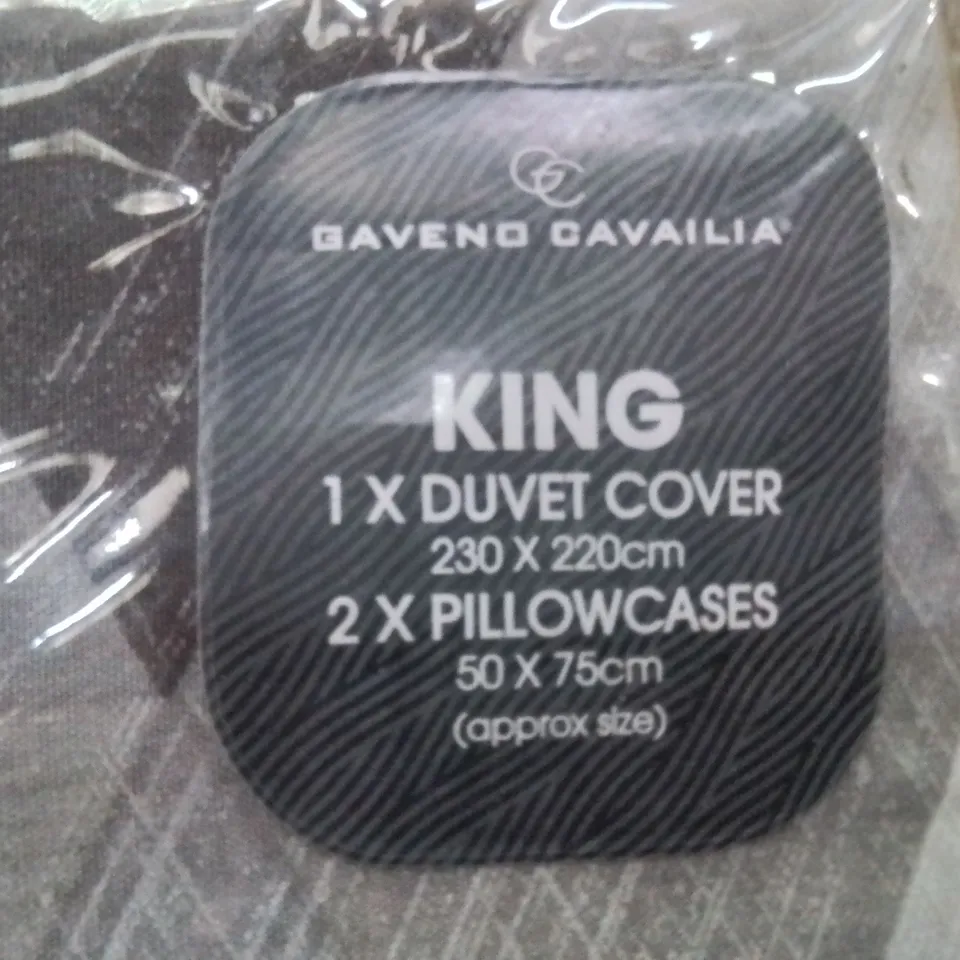 GC
GAVENO CAVAILIA®
KING
1 X DUVET COVER
230 X 220cm
2 X PILLOWCASES
50 X 75cm
(approx size)